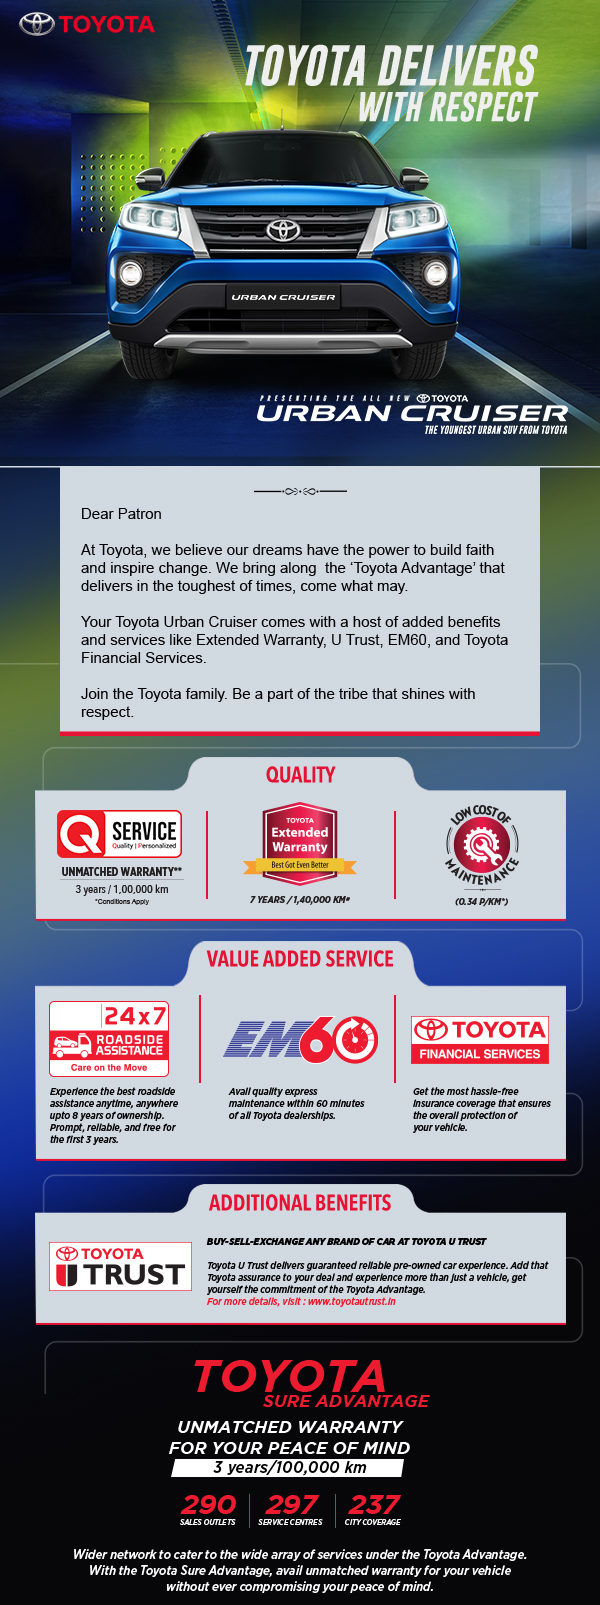 TOYOTA
TOYOTA DELIVERS
WITH RESPECT
URBAN CRUISER
PRESENTING THE ALL NEW TOYOTA
URBAN CRUISER
THE YOUNGEST URBAN SUV FROM TOYOTA
Dear Patron
At Toyota, we believe our dreams have the power to build faith
and inspire change. We bring along the ‘Toyota Advantage’ that
delivers in the toughest of times, come what may.
Your Toyota Urban Cruiser comes with a host of added benefits
and services like Extended Warranty, U Trust, EM60, and Toyota
Financial Services.
Join the Toyota family. Be a part of the tribe that shines with
respect.
QUALITY
Q SERVICE
Quality | Personalized
UNMATCHED WARRANTY**
3 years / 1,00,000 km
*Conditions Apply
TOYOTA
Extended
Warranty
Best Got Even Better
7 YEARS / 1,40,000 KM#
LOW COST OF
MAINTENANCE
(0.34 P/KM*)
VALUE ADDED SERVICE
24x7
ROADSIDE
ASSISTANCE
Care on the Move
Experience the best roadside
assistance anytime, anywhere
upto 8 years of ownership.
Prompt, reliable, and free for
the first 3 years.
EM60
Avail quality express
maintenance within 60 minutes
of all Toyota dealerships.
TOYOTA
FINANCIAL SERVICES
Get the most hassle-free
insurance coverage that ensures
the overall protection of
your vehicle.
ADDITIONAL BENEFITS
TOYOTA
U TRUST
BUY-SELL-EXCHANGE ANY BRAND OF CAR AT TOYOTA U TRUST
Toyota U Trust delivers guaranteed reliable pre-owned car experience. Add that
Toyota assurance to your deal and experience more than just a vehicle, get
yourself the commitment of the Toyota Advantage.
For more details, visit : www.toyotautrust.in
TOYOTA
SURE ADVANTAGE
UNMATCHED WARRANTY
FOR YOUR PEACE OF MIND
3 years/100,000 km
290
SALES OUTLETS
297
SERVICE CENTRES
237
CITY COVERAGE
Wider network to cater to the wide array of services under the Toyota Advantage.
With the Toyota Sure Advantage, avail unmatched warranty for your vehicle
without ever compromising your peace of mind.